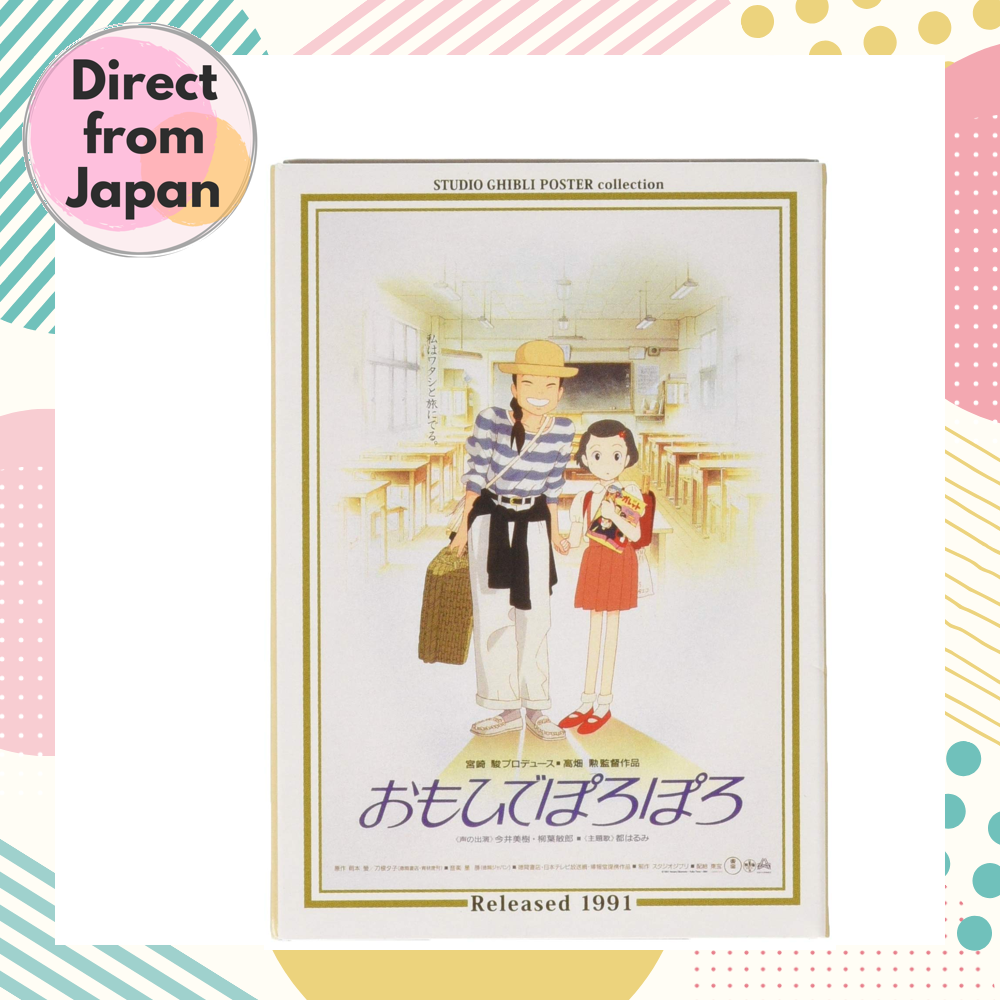 Direct
from
Japan
STUDIO GHIBLI POSTER collection
私はワタシと旅にでる。
宮崎 駿プロデュース■高畑 勲監督作品
おもひでぽろぽろ
〈声の出演〉今井美樹・柳葉敏郎■〈主題歌〉都はるみ
Released 1991